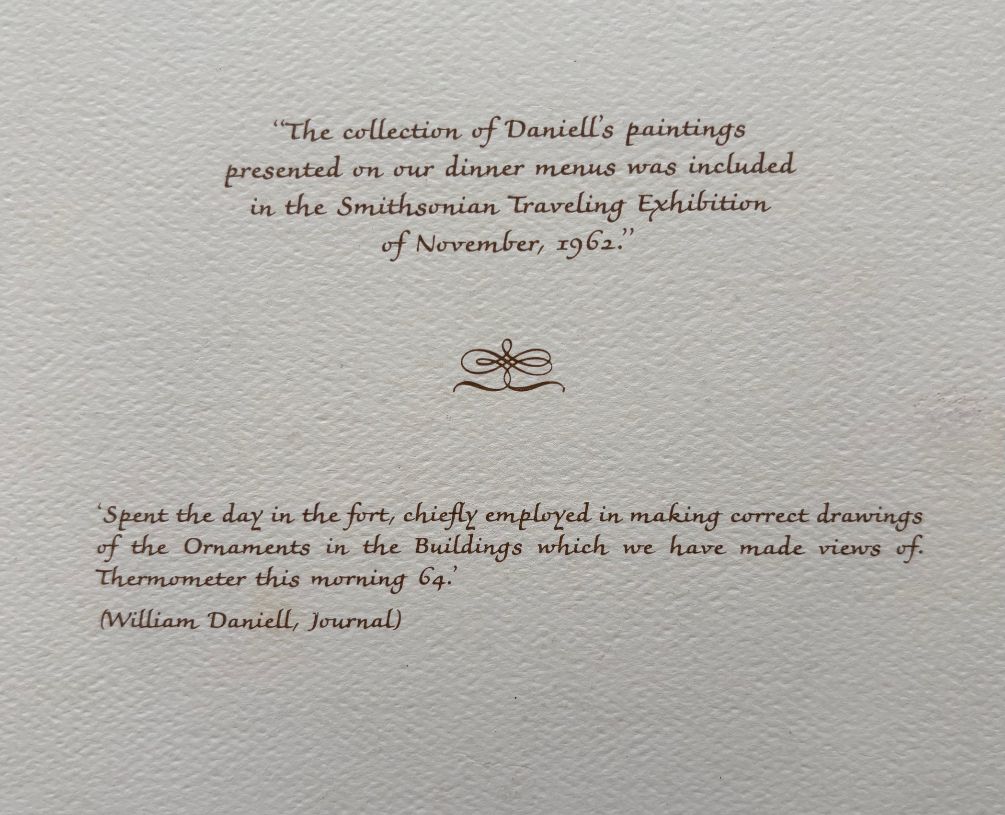 “The collection of Daniell’s paintings
presented on our dinner menus was included
in the Smithsonian Traveling Exhibition
of November, 1962.”
‘Spent the day in the fort, chiefly employed in making correct drawings
of the Ornaments in the Buildings which we have made views of.
Thermometer this morning 64.’
(William Daniell, Journal)